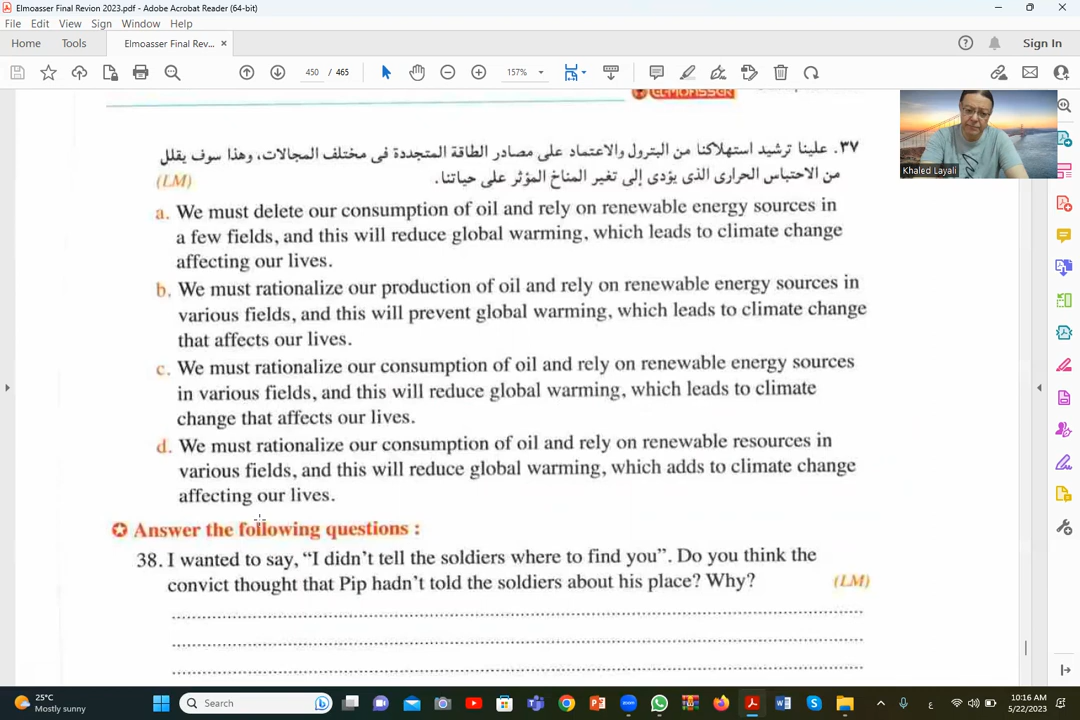 Elmoasser Final Revion 2023.pdf - Adobe Acrobat Reader (64-bit)
File Edit View Sign Window Help
Home Tools Elmoasser Final Rev... × Sign In
450 / 465 157%
Khaled Layali
٣٧. علينا ترشيد استهلاكنا من البترول والاعتماد على مصادر الطاقة المتجددة فى مختلف المجالات، وهذا سوف يقلل
من الاحتباس الحرارى الذى يؤدى إلى تغير المناخ المؤثر على حياتنا.
(LM)
a. We must delete our consumption of oil and rely on renewable energy sources in
a few fields, and this will reduce global warming, which leads to climate change
affecting our lives.
b. We must rationalize our production of oil and rely on renewable energy sources in
various fields, and this will prevent global warming, which leads to climate change
that affects our lives.
c. We must rationalize our consumption of oil and rely on renewable energy sources
in various fields, and this will reduce global warming, which leads to climate
change that affects our lives.
d. We must rationalize our consumption of oil and rely on renewable resources in
various fields, and this will reduce global warming, which adds to climate change
affecting our lives.
Answer the following questions :
38. I wanted to say, “I didn’t tell the soldiers where to find you”. Do you think the
convict thought that Pip hadn’t told the soldiers about his place? Why? (LM)
25°C
Mostly sunny
Search
ع
10:16 AM
5/22/2023